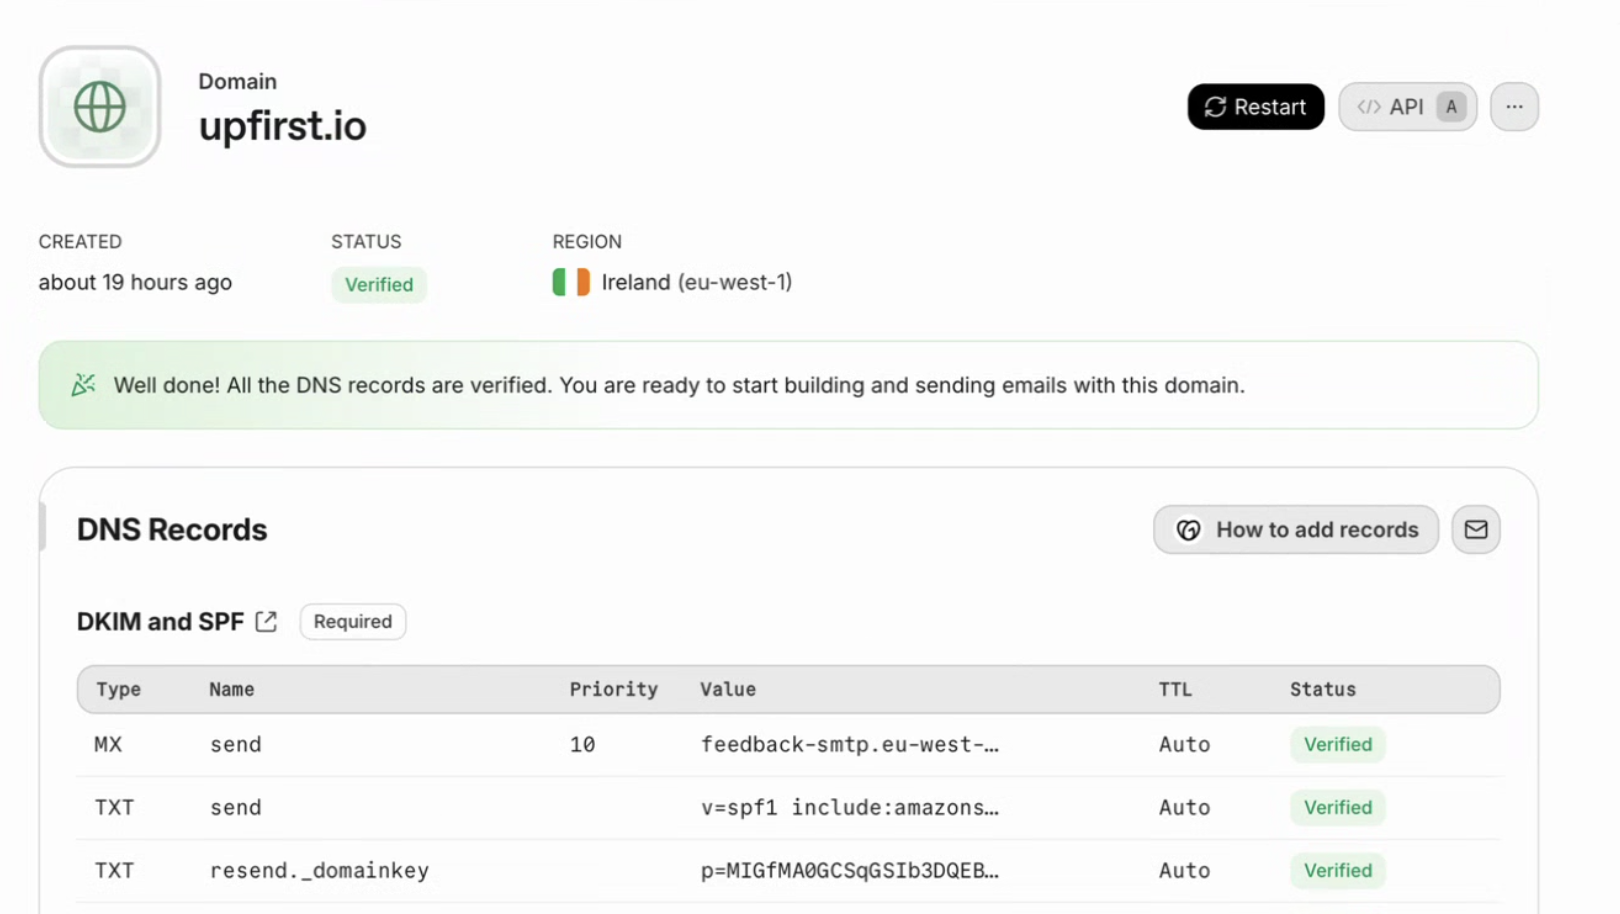 Domain
upfirst.io
Restart
API A
CREATED STATUS REGION
about 19 hours ago Verified Ireland (eu-west-1)
Well done! All the DNS records are verified. You are ready to start building and sending emails with this domain.
DNS Records
How to add records
DKIM and SPF Required
Type Name Priority Value TTL Status
MX send 10 feedback-smtp.eu-west-… Auto Verified
TXT send v=spf1 include:amazons… Auto Verified
TXT resend._domainkey p=MIGfMA0GCSqGSIb3DQEB… Auto Verified